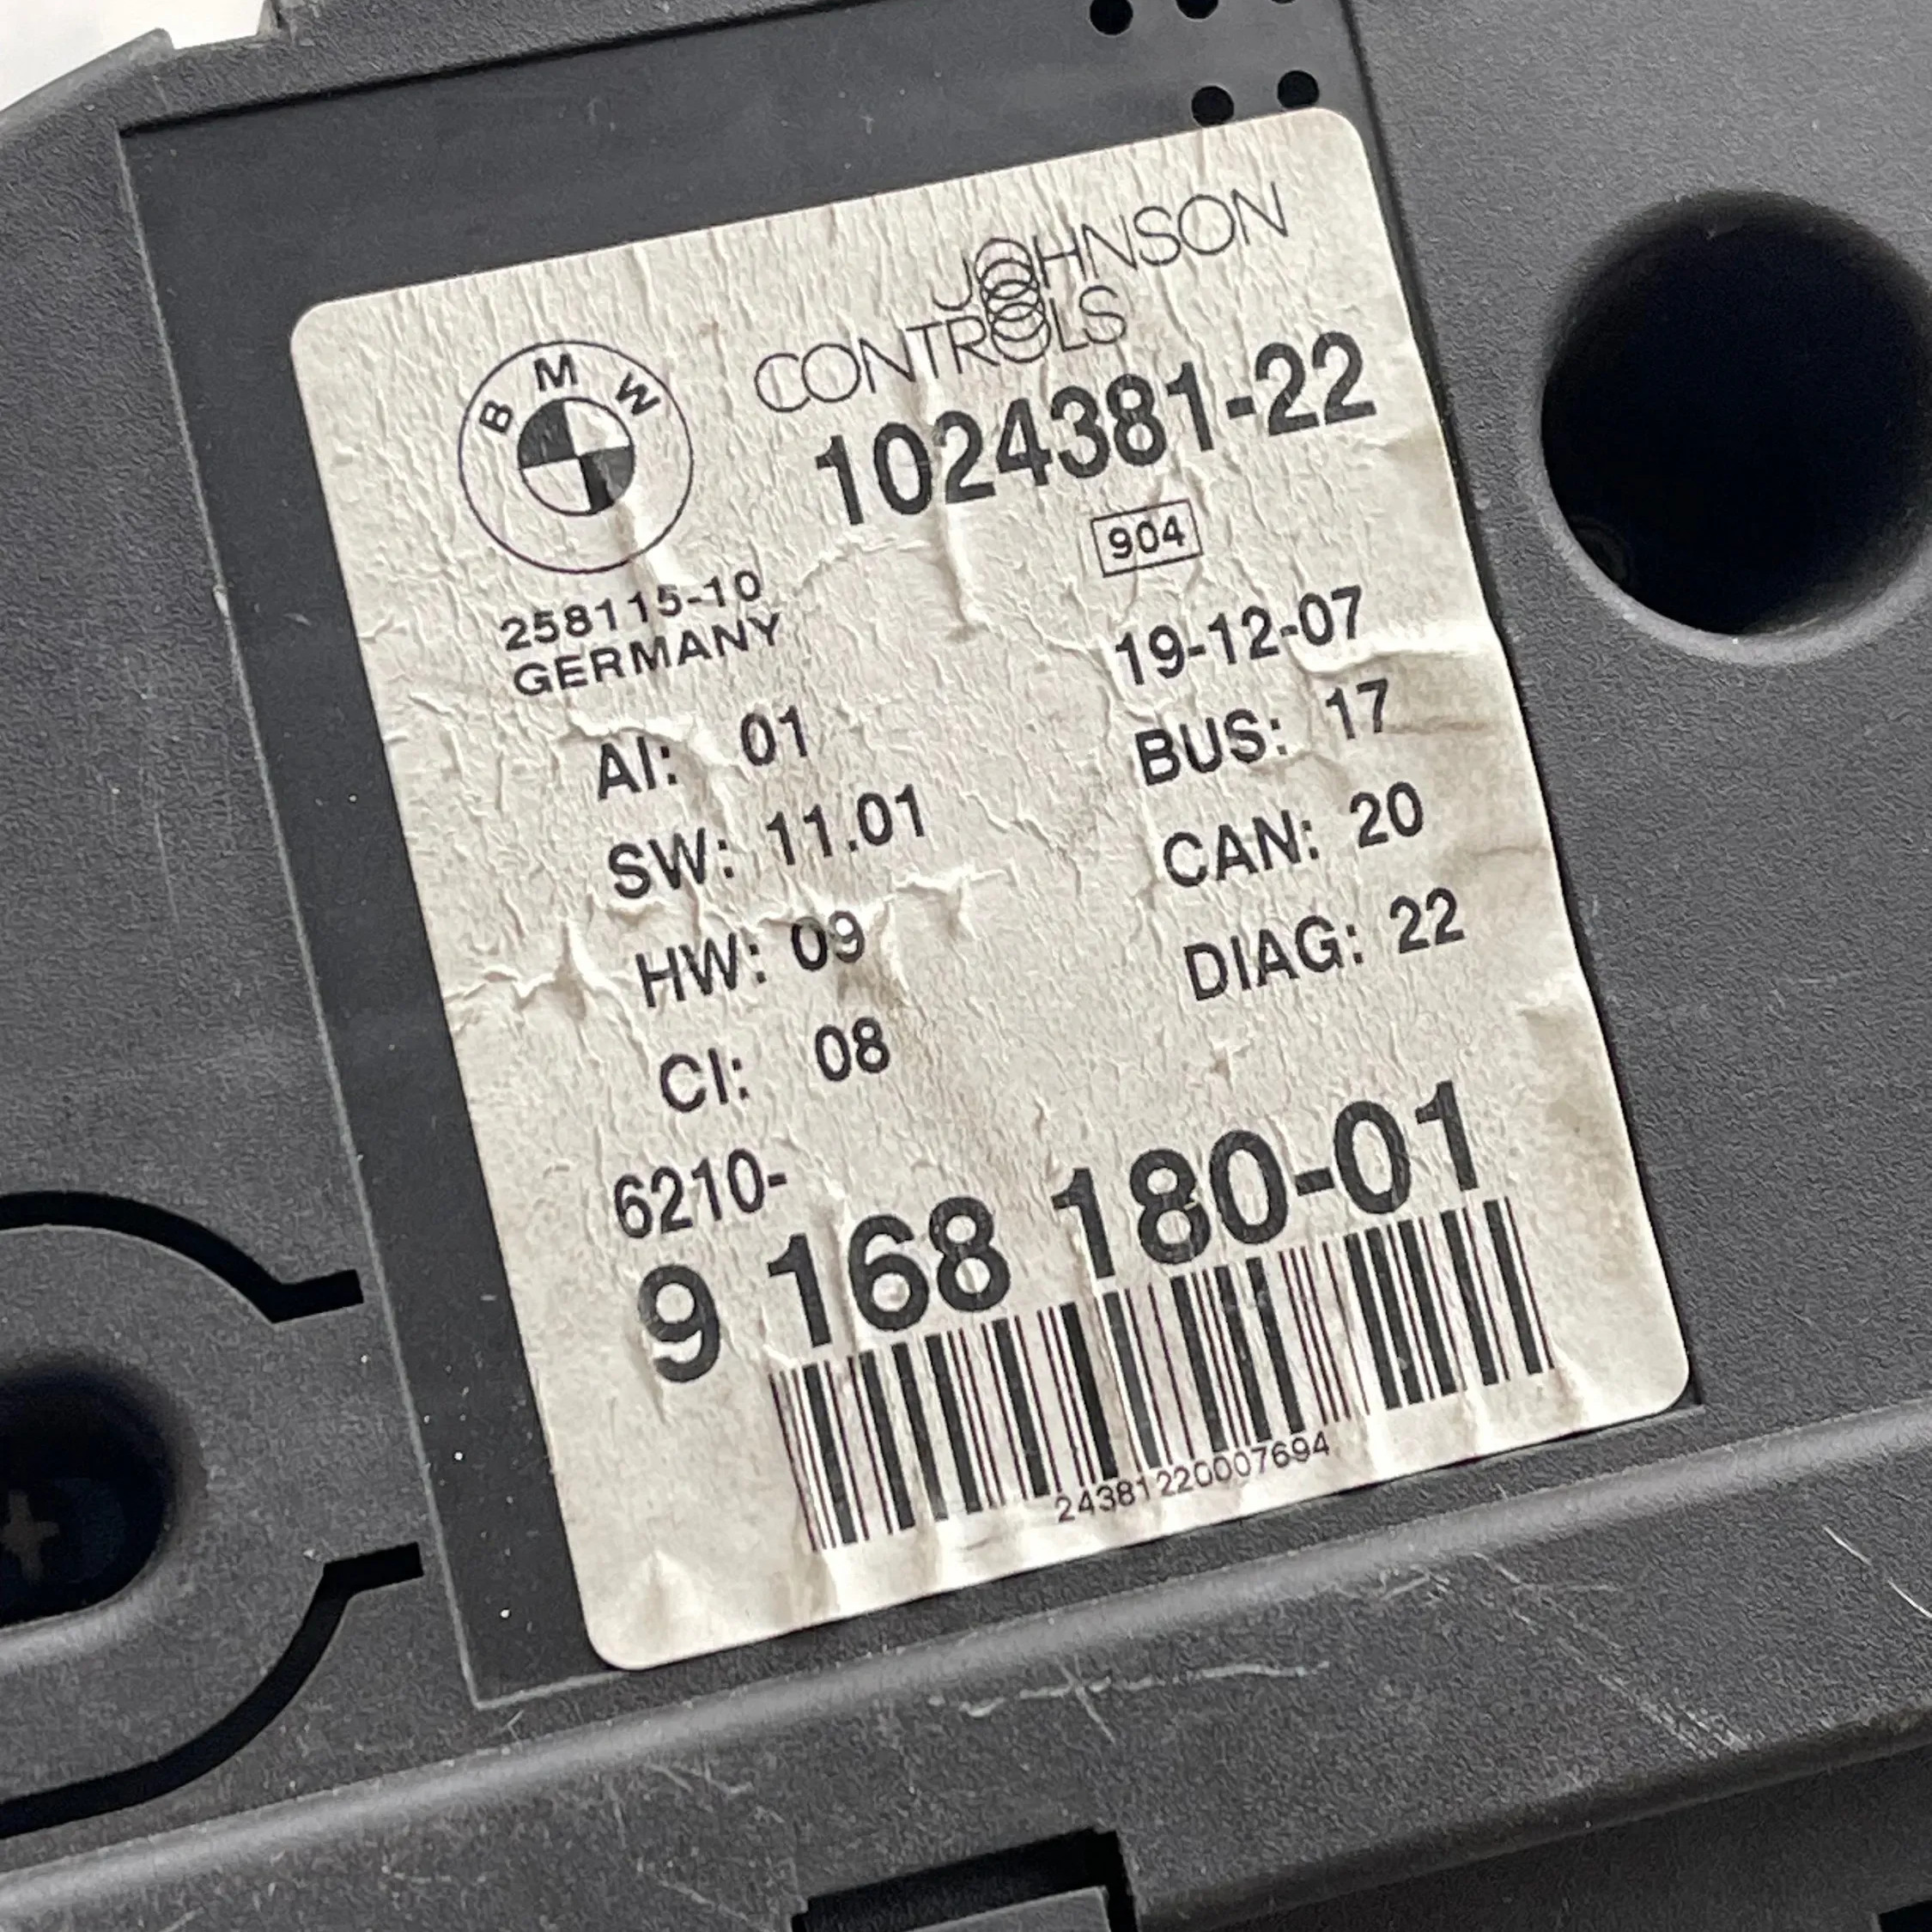 JOHNSON
CONTROLS
BMW
1024381-22
904
258115-10
GERMANY
19-12-07
AI: 01
BUS: 17
SW: 11.01
CAN: 20
HW: 09
DIAG: 22
CI: 08
6210-
9 168 180-01
24381220007694